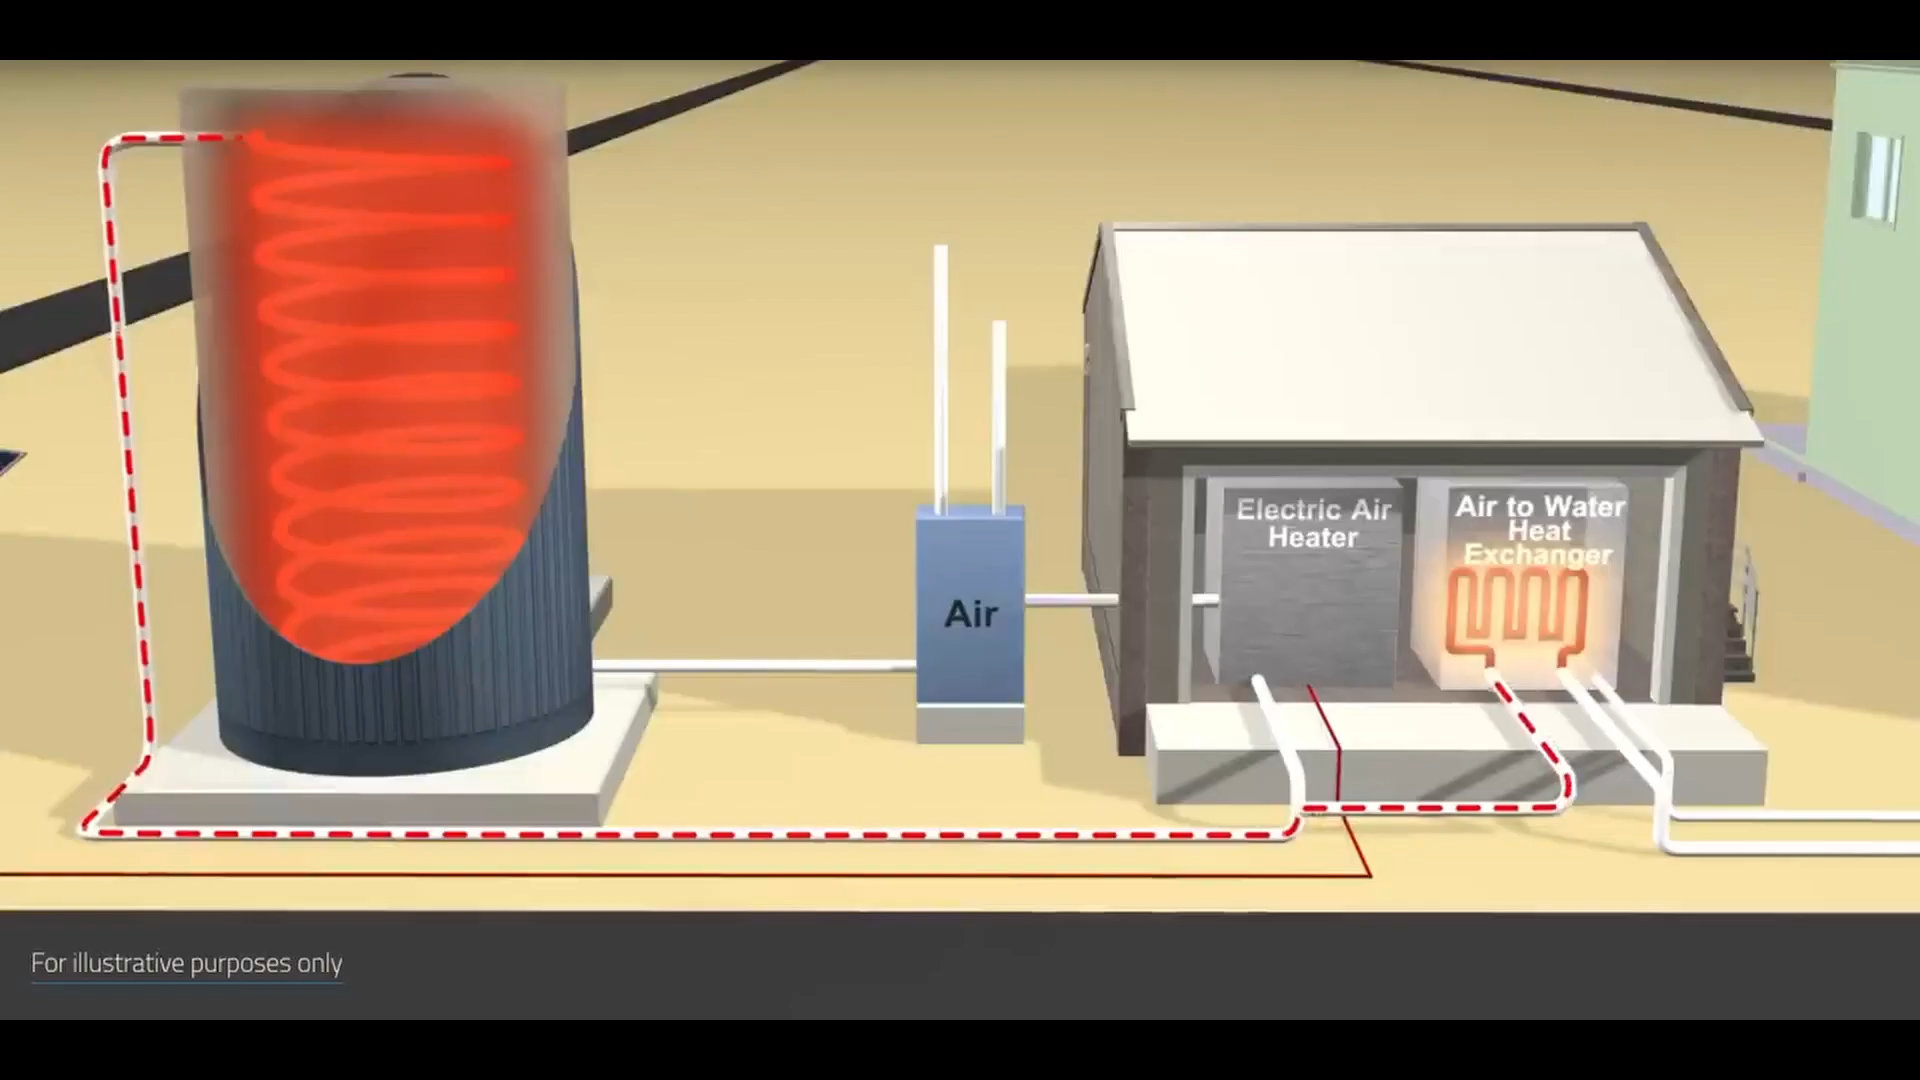 Electric Air
Heater
Air to Water
Heat
Exchanger
Air
For illustrative purposes only